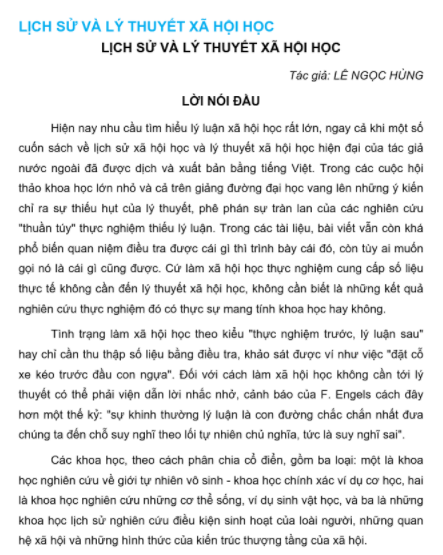 LỊCH SỬ VÀ LÝ THUYẾT XÃ HỘI HỌC
LỊCH SỬ VÀ LÝ THUYẾT XÃ HỘI HỌC
Tác giả: LÊ NGỌC HÙNG
LỜI NÓI ĐẦU
Hiện nay nhu cầu tìm hiểu lý luận xã hội học rất lớn, ngay cả khi một số
cuốn sách về lịch sử xã hội học và lý thuyết xã hội học hiện đại của tác giả
nước ngoài đã được dịch và xuất bản bằng tiếng Việt. Trong các cuộc hội
thảo khoa học lớn nhỏ và cả trên giảng đường đại học vang lên những ý kiến
chỉ ra sự thiếu hụt của lý thuyết, phê phán sự tràn lan của các nghiên cứu
"thuần túy" thực nghiệm thiếu lý luận. Trong các tài liệu, bài viết vẫn còn khá
phổ biến quan niệm điều tra được cái gì thì trình bày cái đó, còn tùy ai muốn
gọi nó là cái gì cũng được. Cứ làm xã hội học thực nghiệm cung cấp số liệu
thực tế không cần đến lý thuyết xã hội học, không cần biết là những kết quả
nghiên cứu thực nghiệm đó có thực sự mang tính khoa học hay không.
Tình trạng làm xã hội học theo kiểu "thực nghiệm trước, lý luận sau"
hay chỉ cần thu thập số liệu bằng điều tra, khảo sát được ví như việc "đặt cỗ
xe kéo trước đầu con ngựa". Đối với cách làm xã hội học không cần tới lý
thuyết có thể phải viện dẫn lời nhắc nhở, cảnh báo của F. Engels cách đây
hơn một thế kỷ: "sự khinh thường lý luận là con đường chắc chắn nhất đưa
chúng ta đến chỗ suy nghĩ theo lối tự nhiên chủ nghĩa, tức là suy nghĩ sai".
Các khoa học, theo cách phân chia cổ điển, gồm ba loại: một là khoa
học nghiên cứu về giới tự nhiên vô sinh - khoa học chính xác ví dụ cơ học, hai
là khoa học nghiên cứu những cơ thể sống, ví dụ sinh vật học, và ba là những
khoa học lịch sử nghiên cứu điều kiện sinh hoạt của loài người, những quan
hệ xã hội và những hình thức của kiến trúc thượng tầng của xã hội.